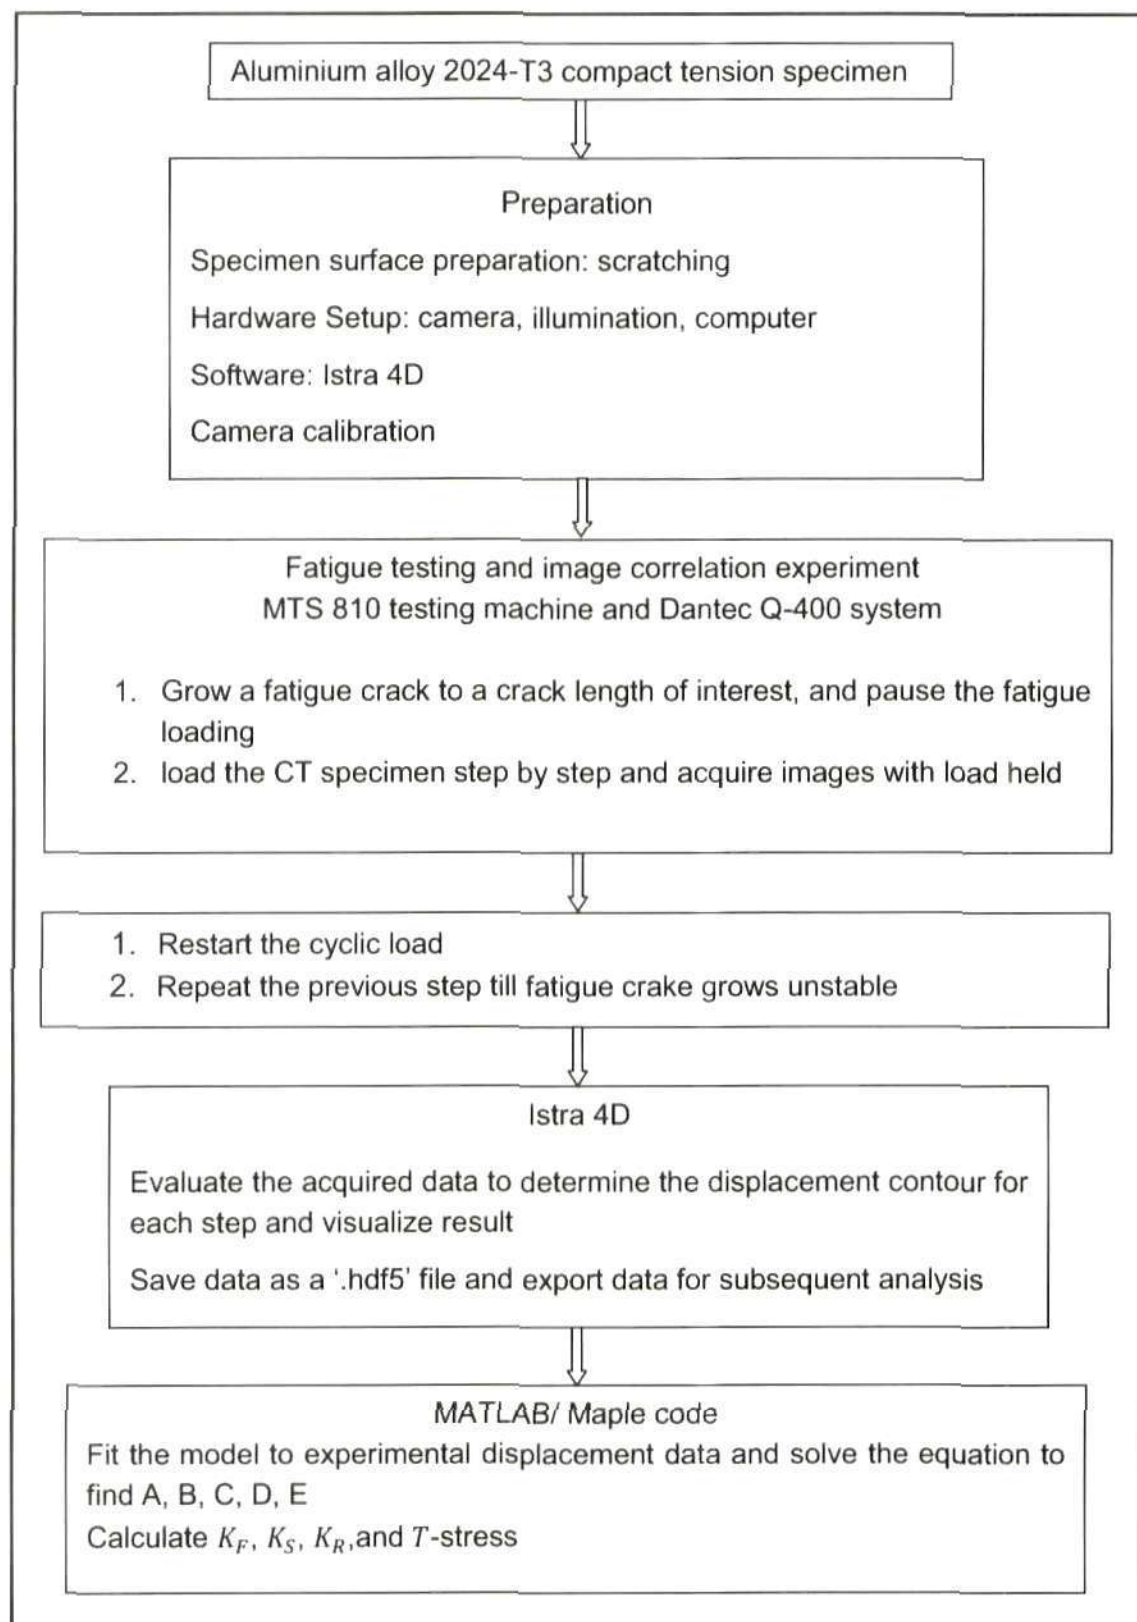 Aluminium alloy 2024-T3 compact tension specimen
Preparation
Specimen surface preparation: scratching
Hardware Setup: camera, illumination, computer
Software: Istra 4D
Camera calibration
Fatigue testing and image correlation experiment
MTS 810 testing machine and Dantec Q-400 system
1. Grow a fatigue crack to a crack length of interest, and pause the fatigue
loading
2. load the CT specimen step by step and acquire images with load held
1. Restart the cyclic load
2. Repeat the previous step till fatigue crake grows unstable
Istra 4D
Evaluate the acquired data to determine the displacement contour for
each step and visualize result
Save data as a '.hdf5' file and export data for subsequent analysis
MATLAB/ Maple code
Fit the model to experimental displacement data and solve the equation to
find A, B, C, D, E
Calculate K_F, K_S, K_R,and T-stress